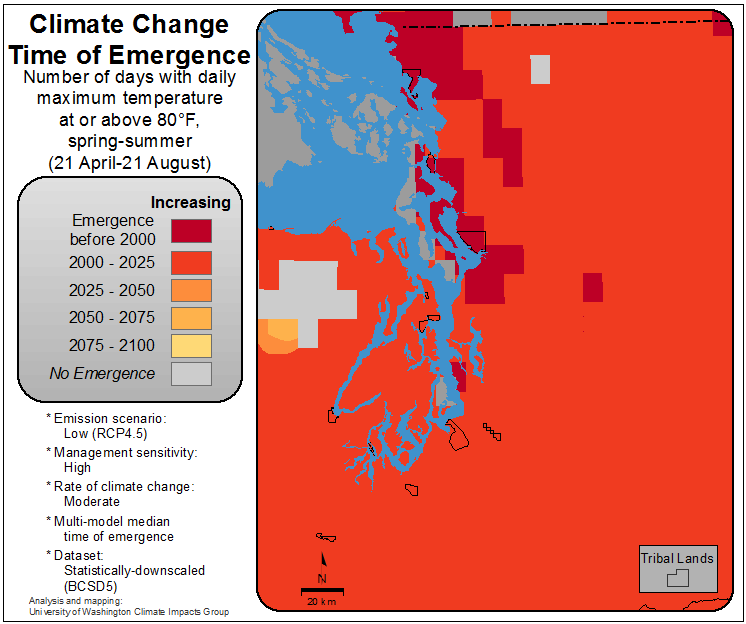 Climate Change
Time of Emergence
Number of days with daily
maximum temperature
at or above 80°F,
spring-summer
(21 April-21 August)
Increasing
Emergence
before 2000
2000 - 2025
2025 - 2050
2050 - 2075
2075 - 2100
No Emergence
* Emission scenario:
Low (RCP4.5)
* Management sensitivity:
High
* Rate of climate change:
Moderate
* Multi-model median
time of emergence
* Dataset:
Statistically-downscaled
(BCSD5)
Analysis and mapping:
University of Washington Climate Impacts Group
N
20 km
Tribal Lands